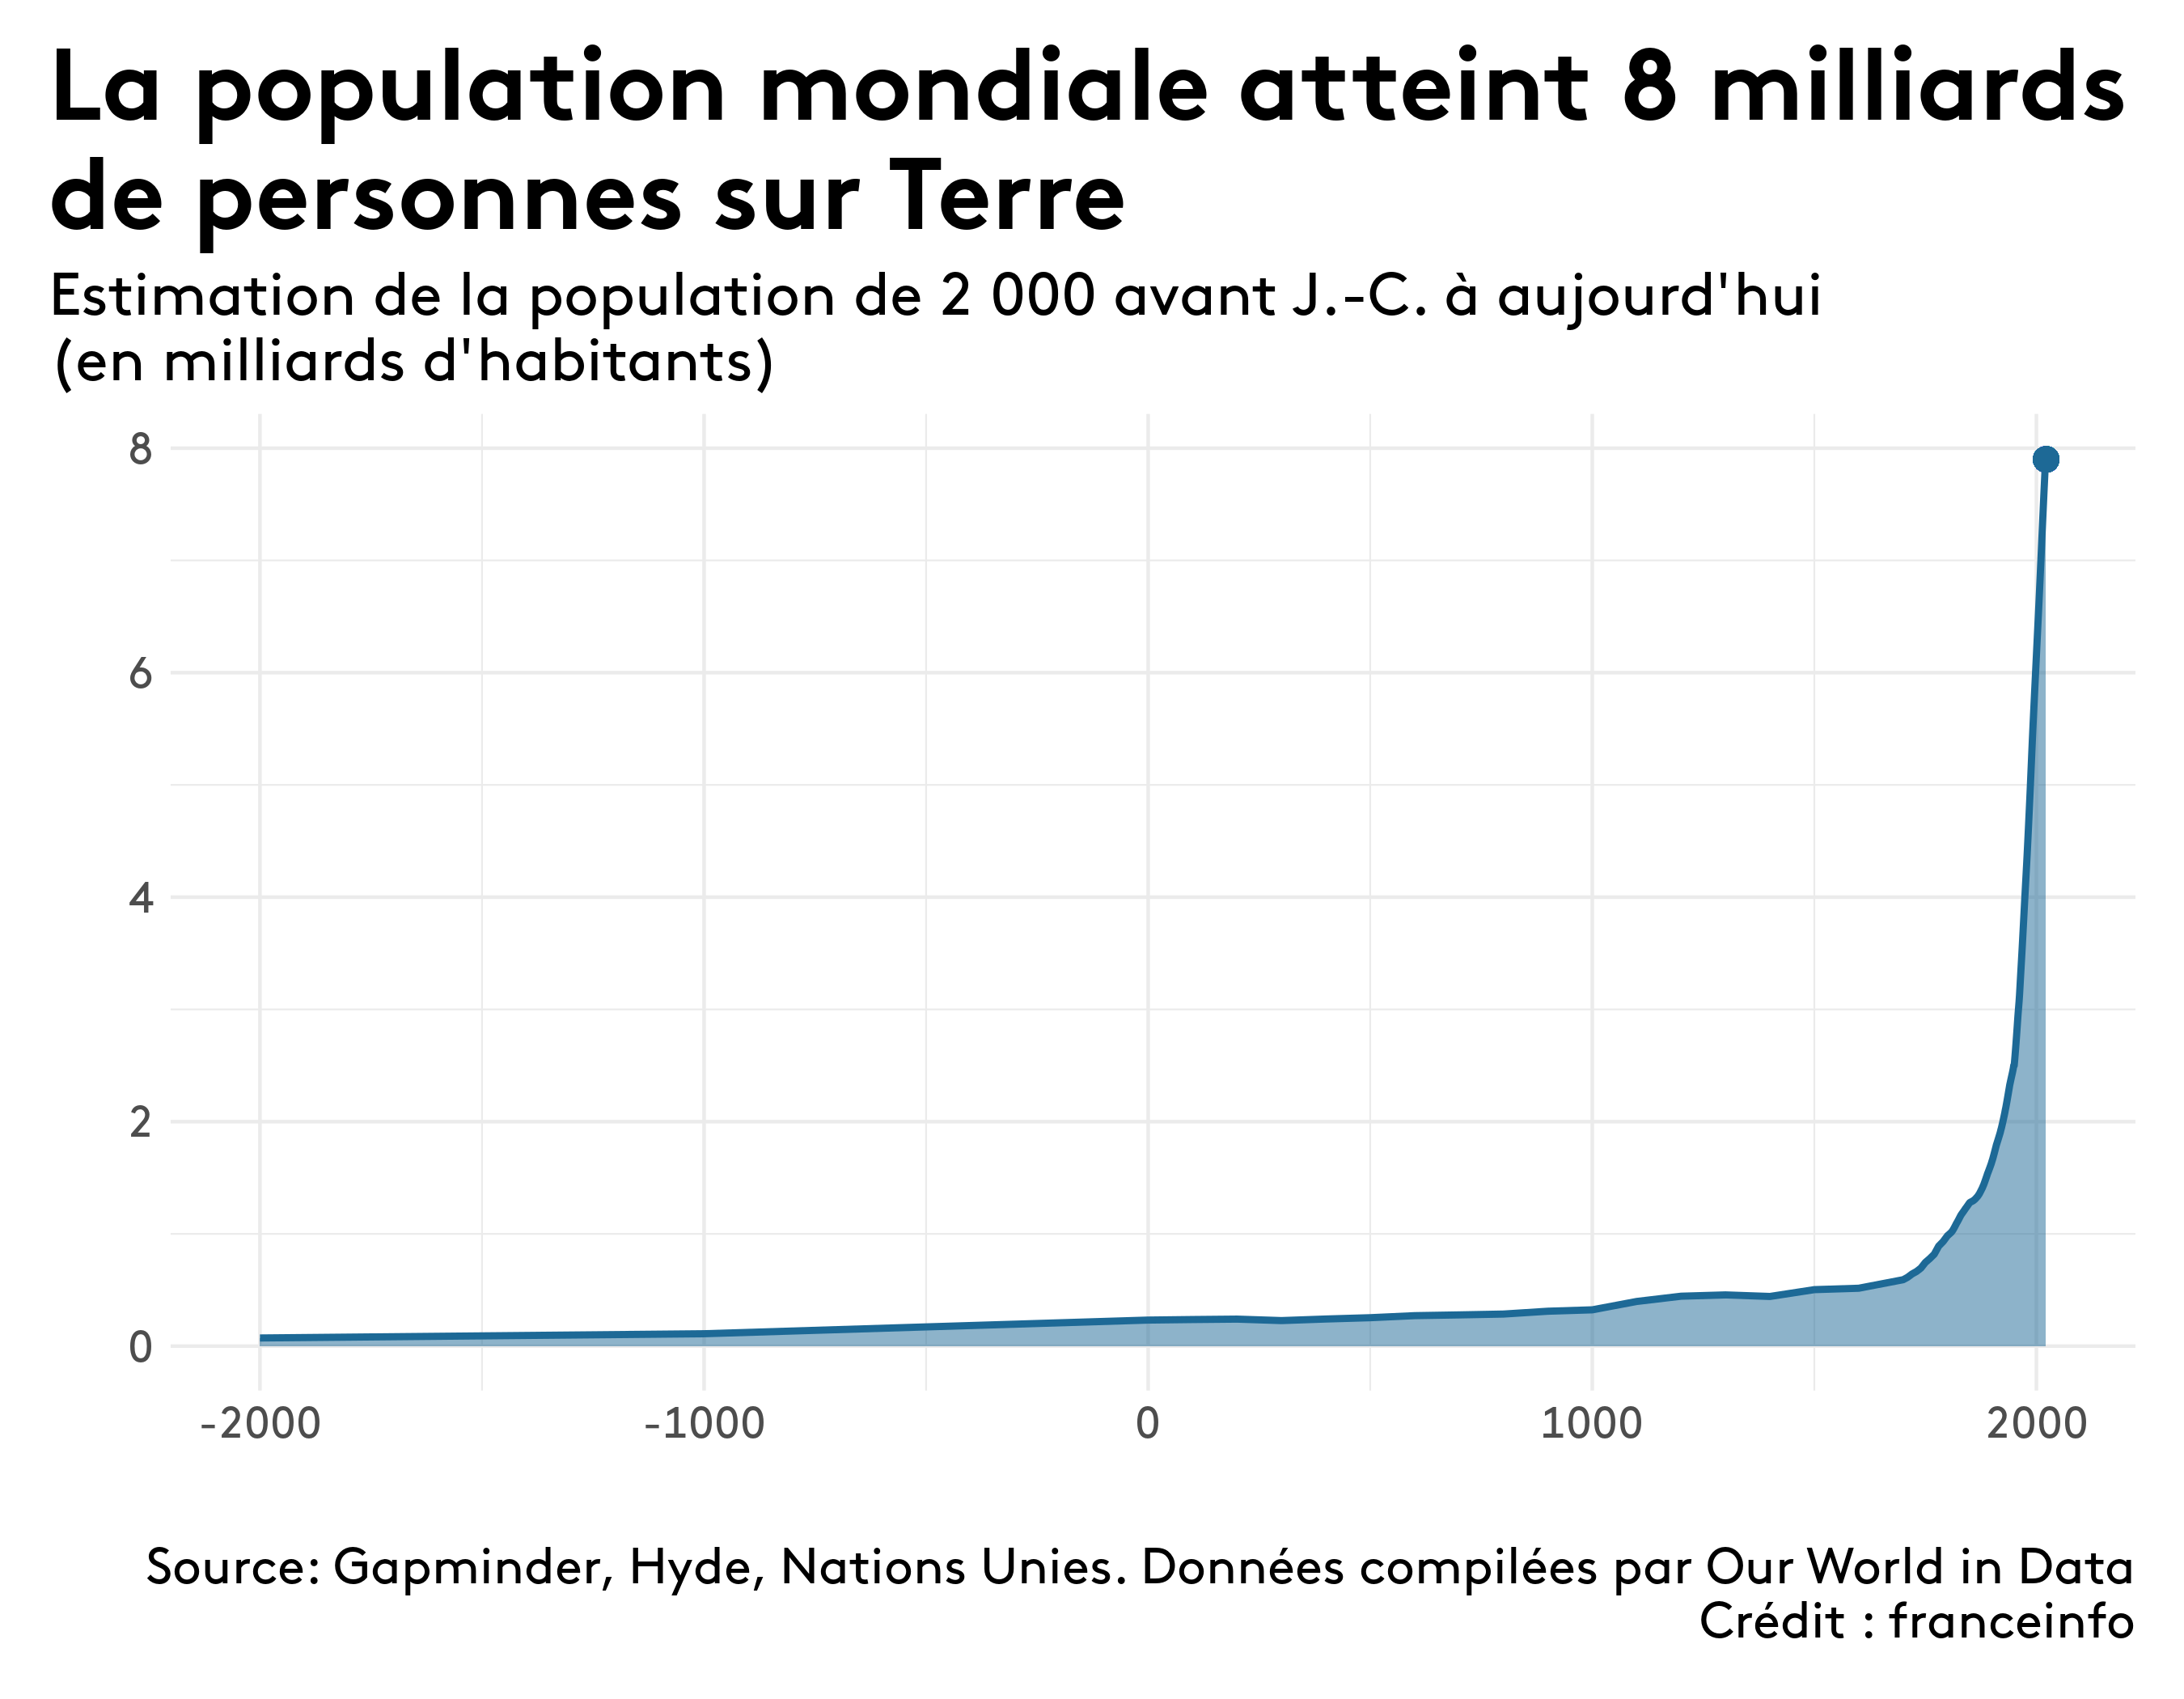 La population mondiale atteint 8 milliards
de personnes sur Terre
Estimation de la population de 2 000 avant J.-C. à aujourd'hui
(en milliards d'habitants)
8
6
4
2
0
-2000 -1000 0 1000 2000
Source: Gapminder, Hyde, Nations Unies. Données compilées par Our World in Data
Crédit : franceinfo